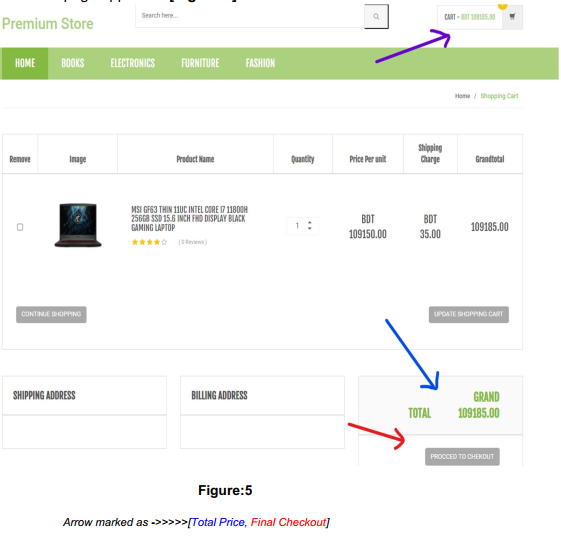 Premium Store
Search here...
CART - BDT 109185.00
HOME BOOKS ELECTRONICS FURNITURE FASHION
Home / Shopping Cart
Remove Image Product Name Quantity Price Per unit Shipping Charge Grandtotal
MSI GF63 THIN 11UC INTEL CORE I7 11800H
256GB SSD 15.6 INCH FHD DISPLAY BLACK
GAMING LAPTOP
( 0 Reviews )
1
BDT 109150.00
BDT 35.00
109185.00
CONTINUE SHOPPING UPDATE SHOPPING CART
SHIPPING ADDRESS BILLING ADDRESS
GRAND
TOTAL 109185.00
PROCCED TO CHEKOUT
Figure:5
Arrow marked as ->>>>>[Total Price, Final Checkout]